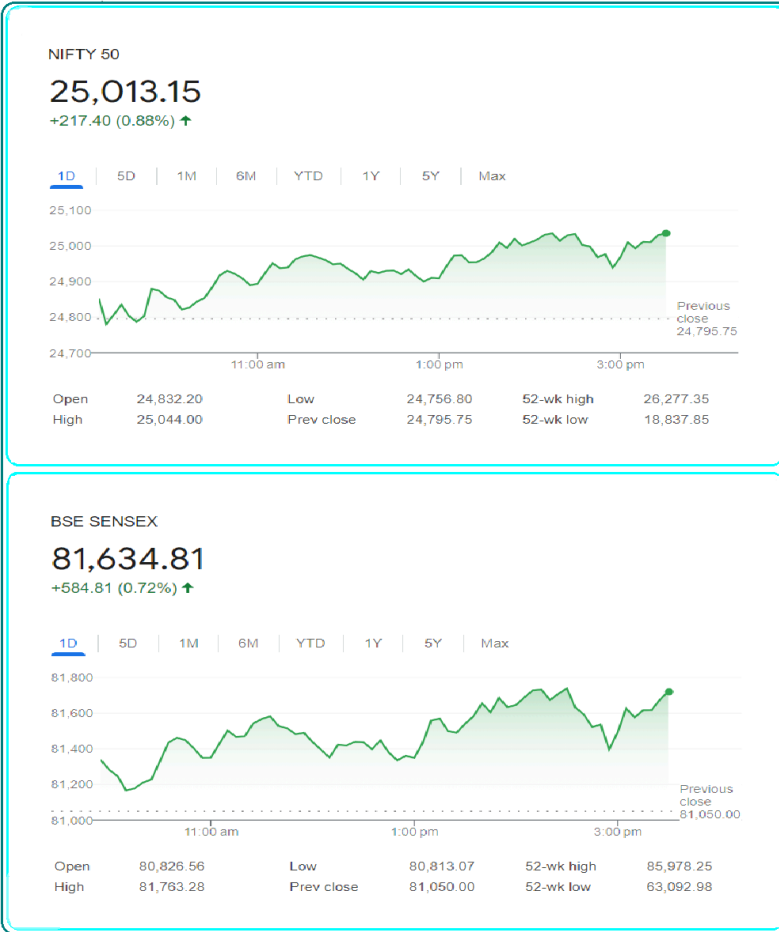 NIFTY 50
25,013.15
+217.40 (0.88%) ↑
1D 5D 1M 6M YTD 1Y 5Y Max
25,100
25,000
24,900
24,800
24,700
Previous
close
24,795.75
11:00 am 1:00 pm 3:00 pm
Open 24,832.20 Low 24,756.80 52-wk high 26,277.35
High 25,044.00 Prev close 24,795.75 52-wk low 18,837.85
BSE SENSEX
81,634.81
+584.81 (0.72%) ↑
1D 5D 1M 6M YTD 1Y 5Y Max
81,800
81,600
81,400
81,200
81,000
Previous
close
81,050.00
11:00 am 1:00 pm 3:00 pm
Open 80,826.56 Low 80,813.07 52-wk high 85,978.25
High 81,763.28 Prev close 81,050.00 52-wk low 63,092.98